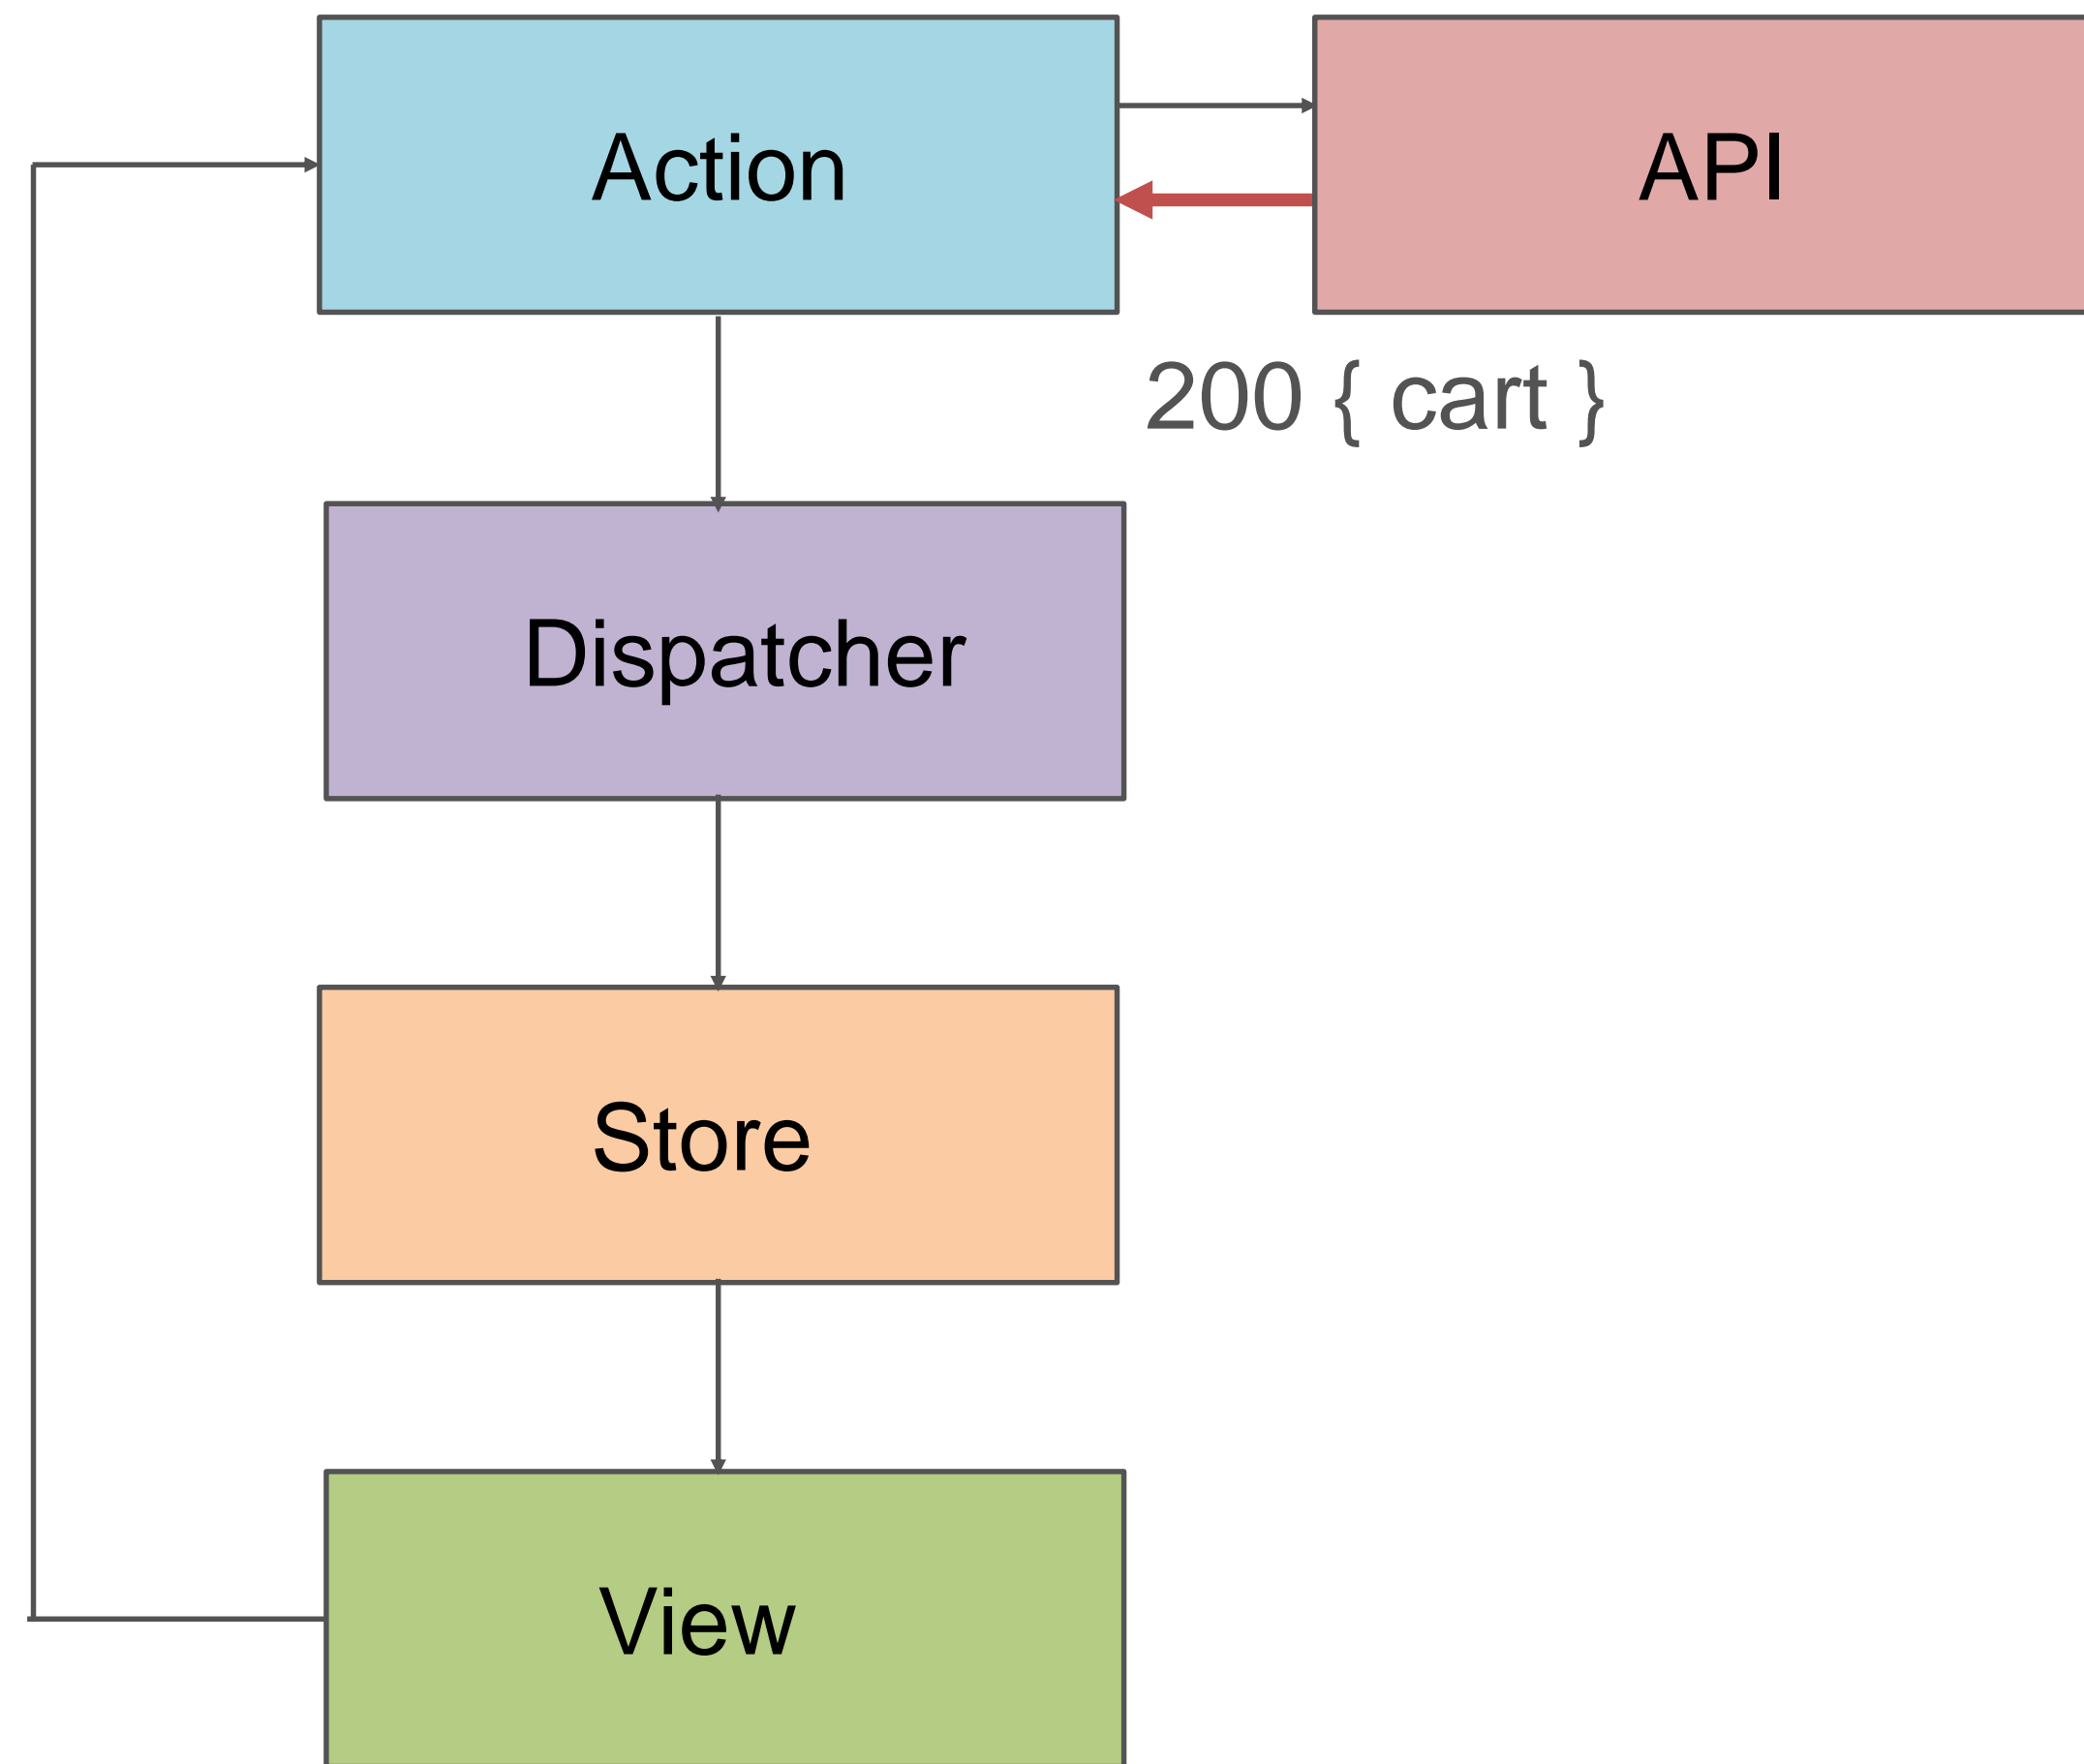 Action
API
200 { cart }
Dispatcher
Store
View